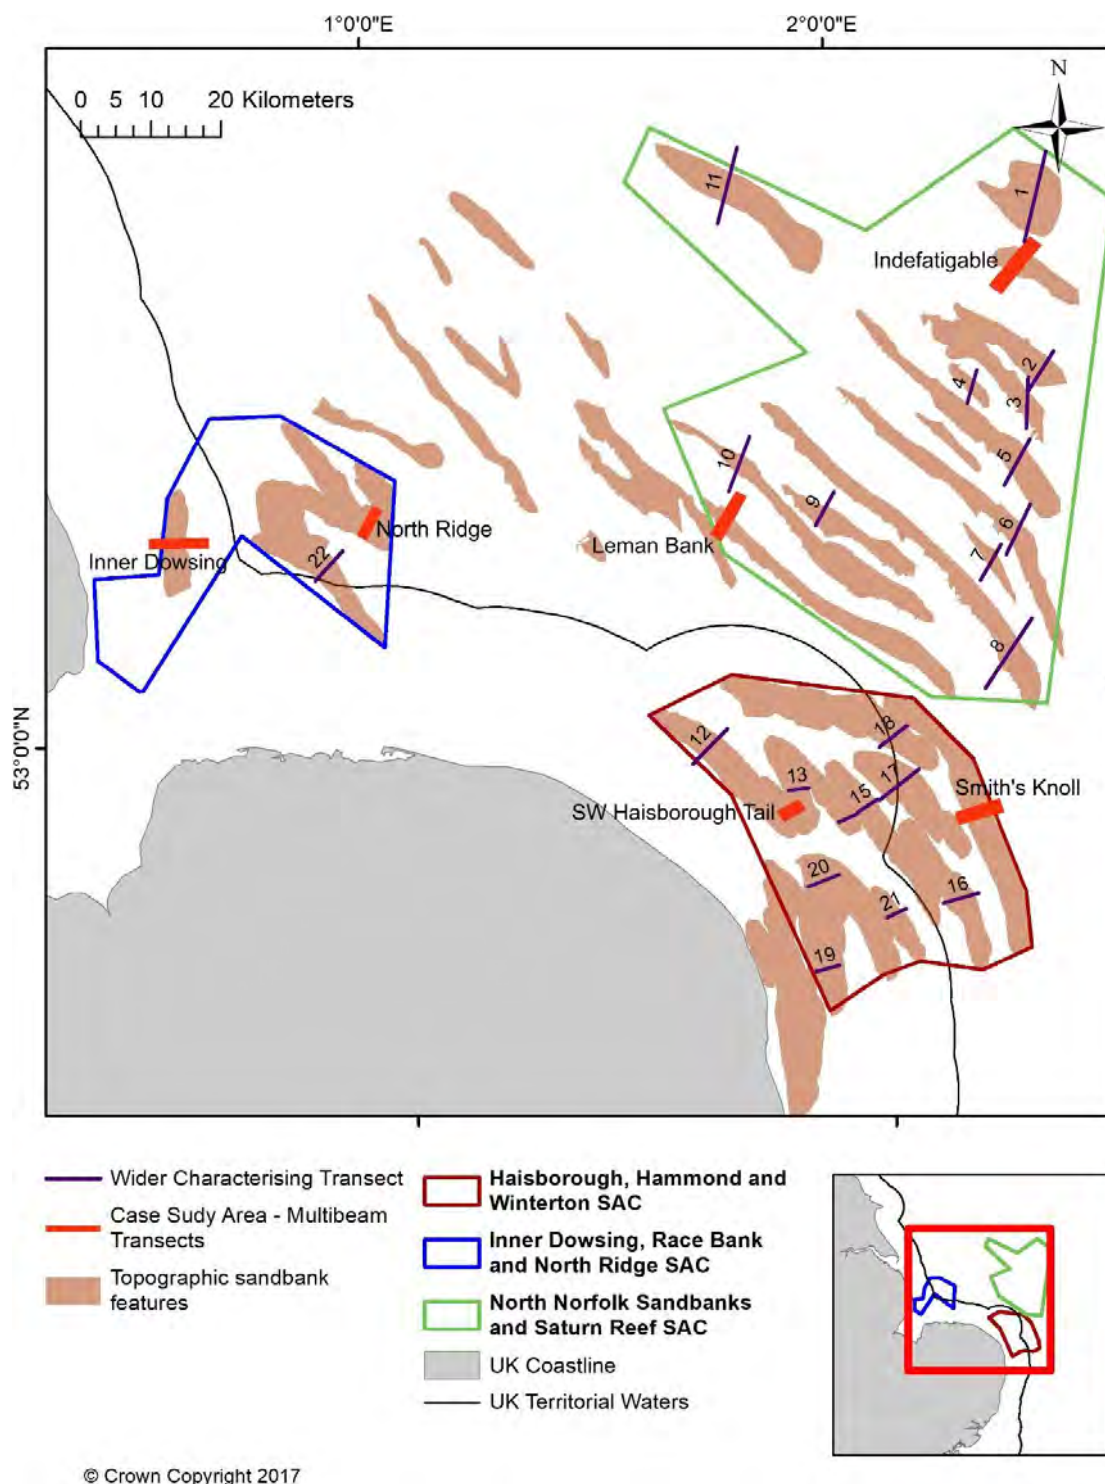 1°0'0"E
2°0'0"E
0 5 10 20 Kilometers
N
11
1
Indefatigable
2
4
3
10
5
9
6
Leman Bank
7
North Ridge
Inner Dowsing
22
8
53°0'0"N
12
18
13
17
15
Smith's Knoll
SW Haisborough Tail
20
16
21
19
Wider Characterising Transect
Case Sudy Area - Multibeam
Transects
Topographic sandbank
features
Haisborough, Hammond and
Winterton SAC
Inner Dowsing, Race Bank
and North Ridge SAC
North Norfolk Sandbanks
and Saturn Reef SAC
UK Coastline
UK Territorial Waters
© Crown Copyright 2017